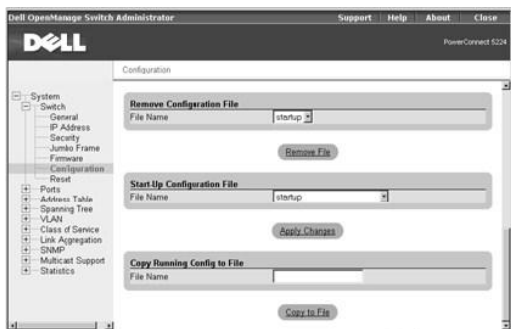 Dell OpenManage Switch Administrator
Support Help About Close
DELL
PowerConnect 5224
Configuration
System
Switch
General
IP Address
Security
Jumbo Frame
Firmware
Configuration
Reset
Ports
Address Table
Spanning Tree
VLAN
Class of Service
Link Aggregation
SNMP
Multicast Support
Statistics
Remove Configuration File
File Name startup
Remove File
Start-Up Configuration File
File Name startup
Apply Changes
Copy Running Config to File
File Name
Copy to File